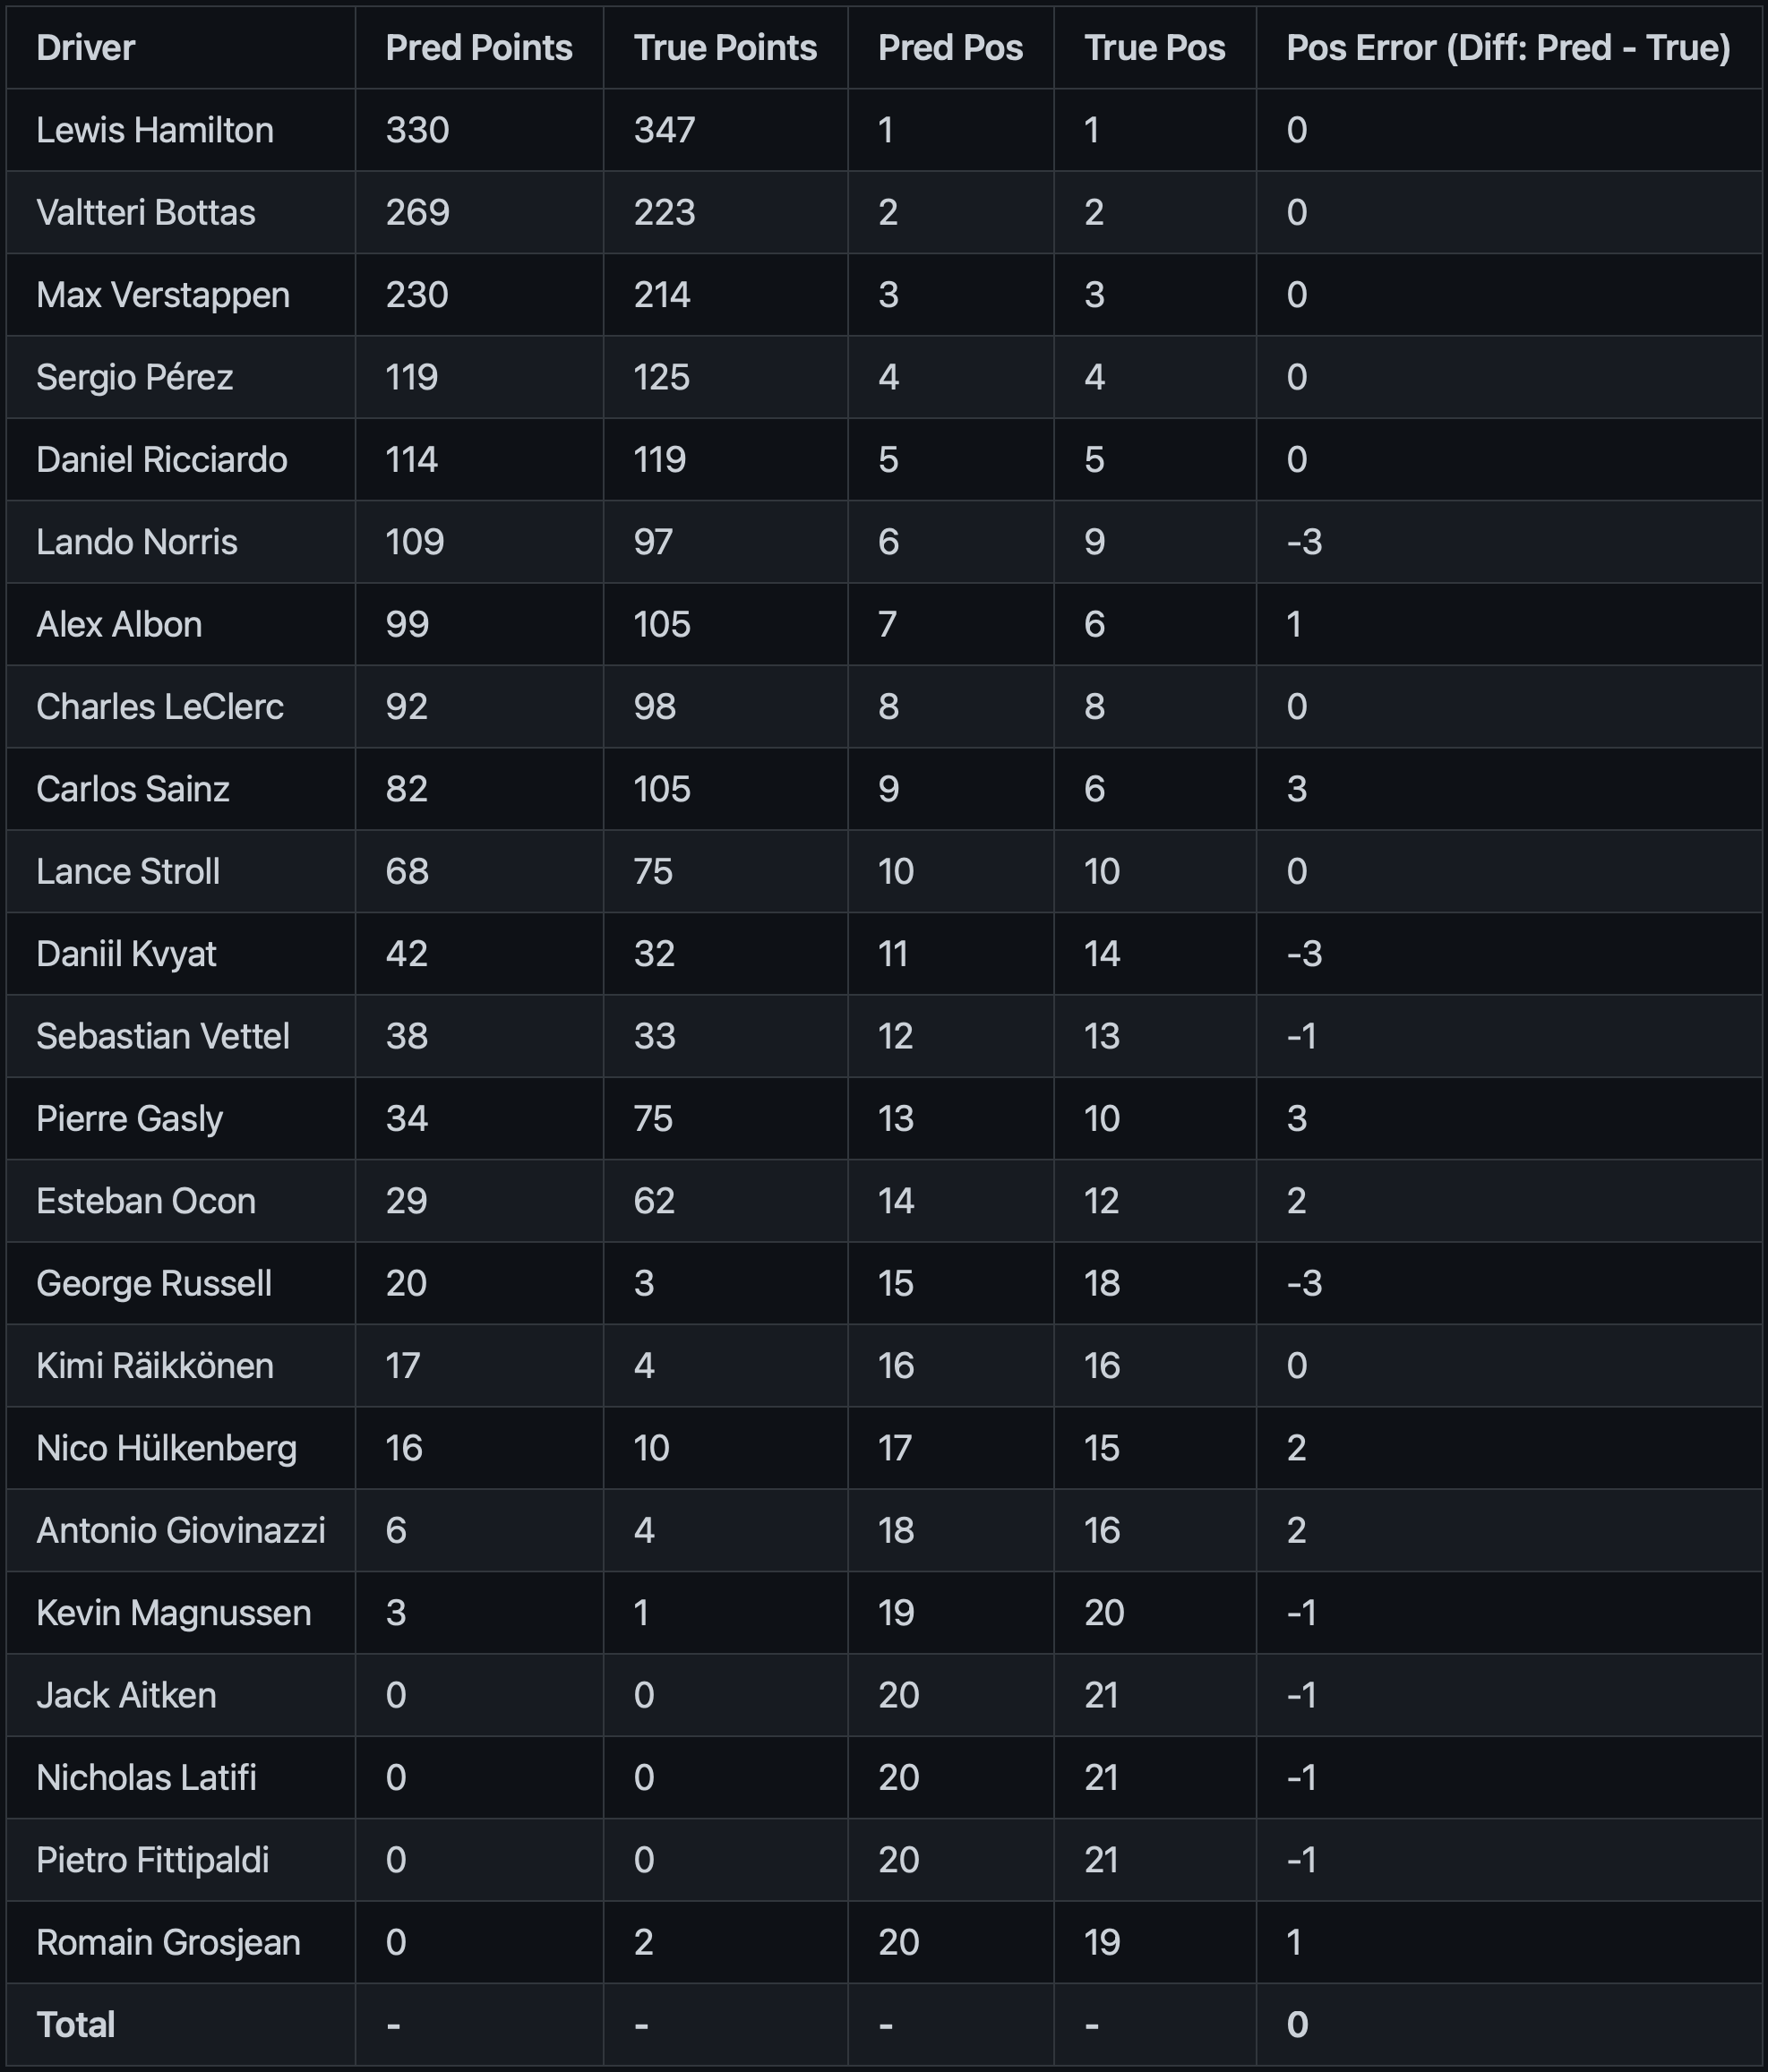 Driver Pred Points True Points Pred Pos True Pos Pos Error (Diff: Pred - True)
Lewis Hamilton 330 347 1 1 0
Valtteri Bottas 269 223 2 2 0
Max Verstappen 230 214 3 3 0
Sergio Pérez 119 125 4 4 0
Daniel Ricciardo 114 119 5 5 0
Lando Norris 109 97 6 9 -3
Alex Albon 99 105 7 6 1
Charles LeClerc 92 98 8 8 0
Carlos Sainz 82 105 9 6 3
Lance Stroll 68 75 10 10 0
Daniil Kvyat 42 32 11 14 -3
Sebastian Vettel 38 33 12 13 -1
Pierre Gasly 34 75 13 10 3
Esteban Ocon 29 62 14 12 2
George Russell 20 3 15 18 -3
Kimi Räikkönen 17 4 16 16 0
Nico Hülkenberg 16 10 17 15 2
Antonio Giovinazzi 6 4 18 16 2
Kevin Magnussen 3 1 19 20 -1
Jack Aitken 0 0 20 21 -1
Nicholas Latifi 0 0 20 21 -1
Pietro Fittipaldi 0 0 20 21 -1
Romain Grosjean 0 2 20 19 1
Total - - - - 0